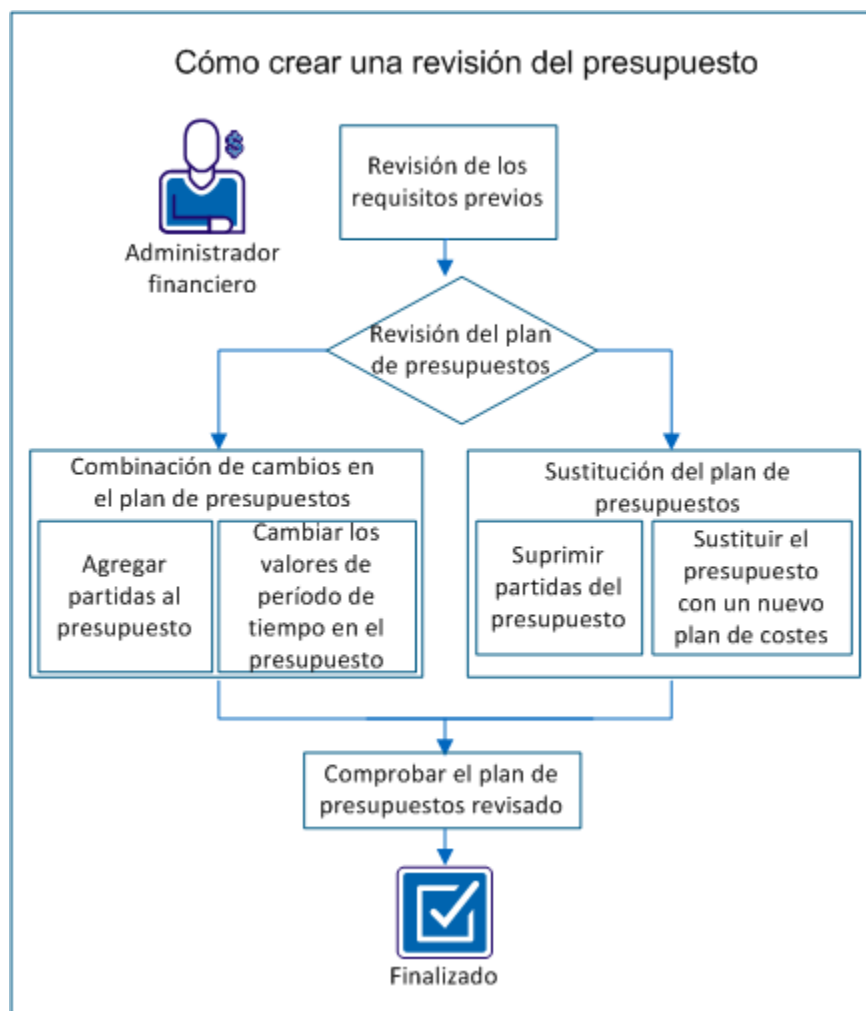 Cómo crear una revisión del presupuesto
$
Administrador
financiero
Revisión de los
requisitos previos
Revisión del plan
de presupuestos
Combinación de cambios en
el plan de presupuestos
Agregar
partidas al
presupuesto
Cambiar los
valores de
período de
tiempo en el
presupuesto
Sustitución del plan de
presupuestos
Suprimir
partidas del
presupuesto
Sustituir el
presupuesto
con un nuevo
plan de costes
Comprobar el plan de
presupuestos revisado
Finalizado